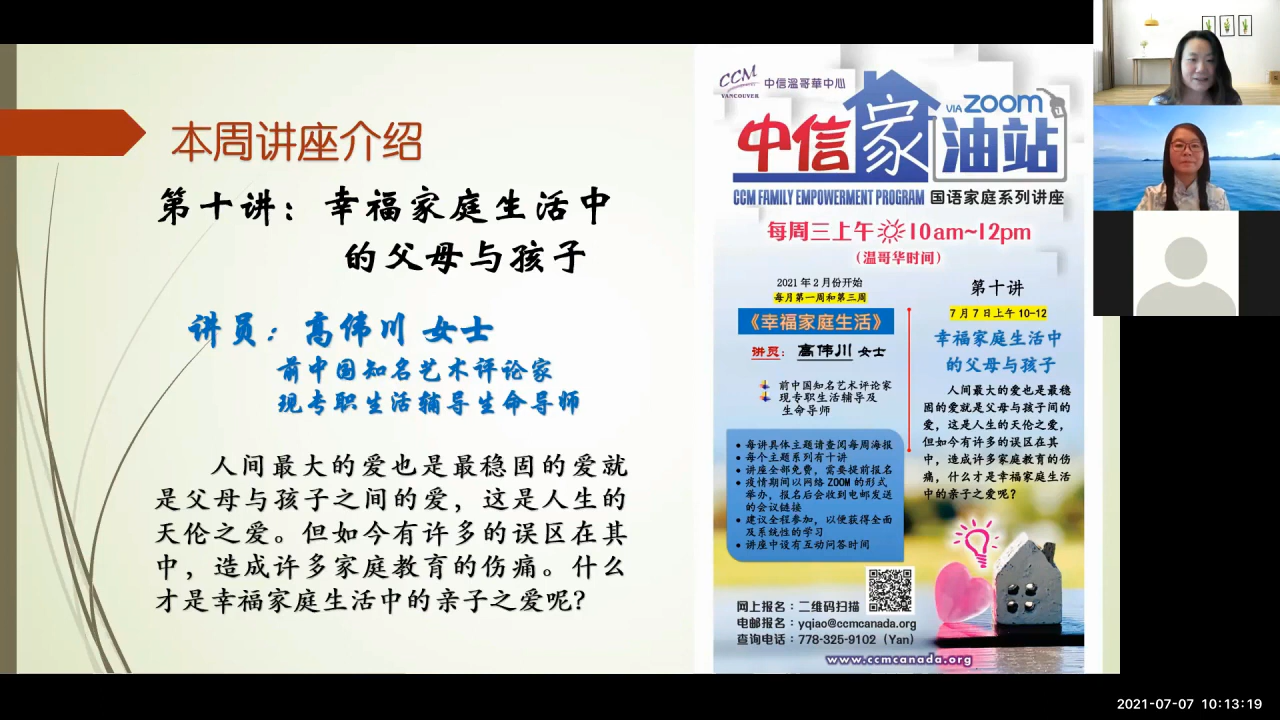 本周讲座介绍
第十讲：幸福家庭生活中
的父母与孩子
讲员：高伟川 女士
前中国知名艺术评论家
现专职生活辅导生命导师
人间最大的爱也是最稳固的爱就
是父母与孩子之间的爱，这是人生的
天伦之爱。但如今有许多的误区在其
中，造成许多家庭教育的伤痛。什么
才是幸福家庭生活中的亲子之爱呢？
CCM
VANCOUVER
中信溫哥華中心
VIA zoom
中信家油站
CCM FAMILY EMPOWERMENT PROGRAM 国语家庭系列讲座
每周三上午10am~12pm
（温哥华时间）
2021 年 2 月份开始
每月第一周和第三周
《幸福家庭生活》
讲员：高伟川 女士
前中国知名艺术评论家
现专职生活辅导及
生命导师
• 每讲具体主题请查阅每周海报
• 每个主题系列有十讲
• 讲座全部免费，需要提前报名
• 疫情期间以网络 ZOOM 的形式
举办，报名后会收到电邮发送
的会议链接
• 建议全程参加，以便获得全面
及系统性的学习
• 讲座中设有互动问答时间
第十讲
7 月 7 日上午 10-12
幸福家庭生活中
的父母与孩子
人间最大的爱也是最稳
固的爱就是父母与孩子间的
爱，这是人生的天伦之爱，
但如今有许多的误区在其
中，造成许多家庭教育的伤
痛，什么才是幸福家庭生活
中的亲子之爱呢？
网上报名：二维码扫描
电邮报名：yqiao@ccmcanada.org
查询电话：778-325-9102（Yan）
www.ccmcanada.org
2021-07-07 10:13:19